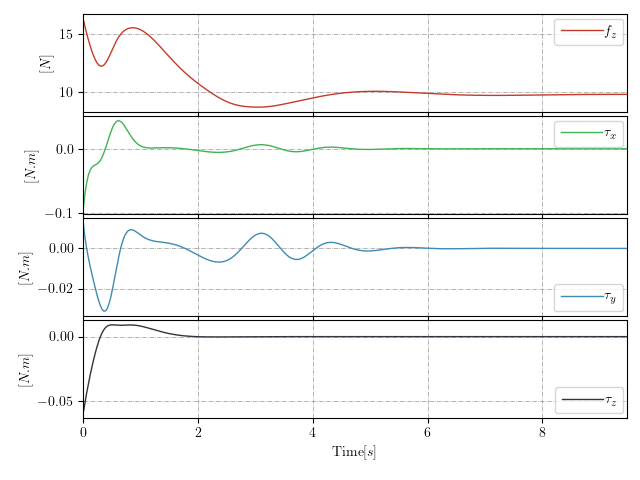 15
10
[N]
f_z
0.0
−0.1
[N.m]
τ_x
0.00
−0.02
[N.m]
τ_y
0.00
−0.05
[N.m]
τ_z
0 2 4 6 8
Time[s]